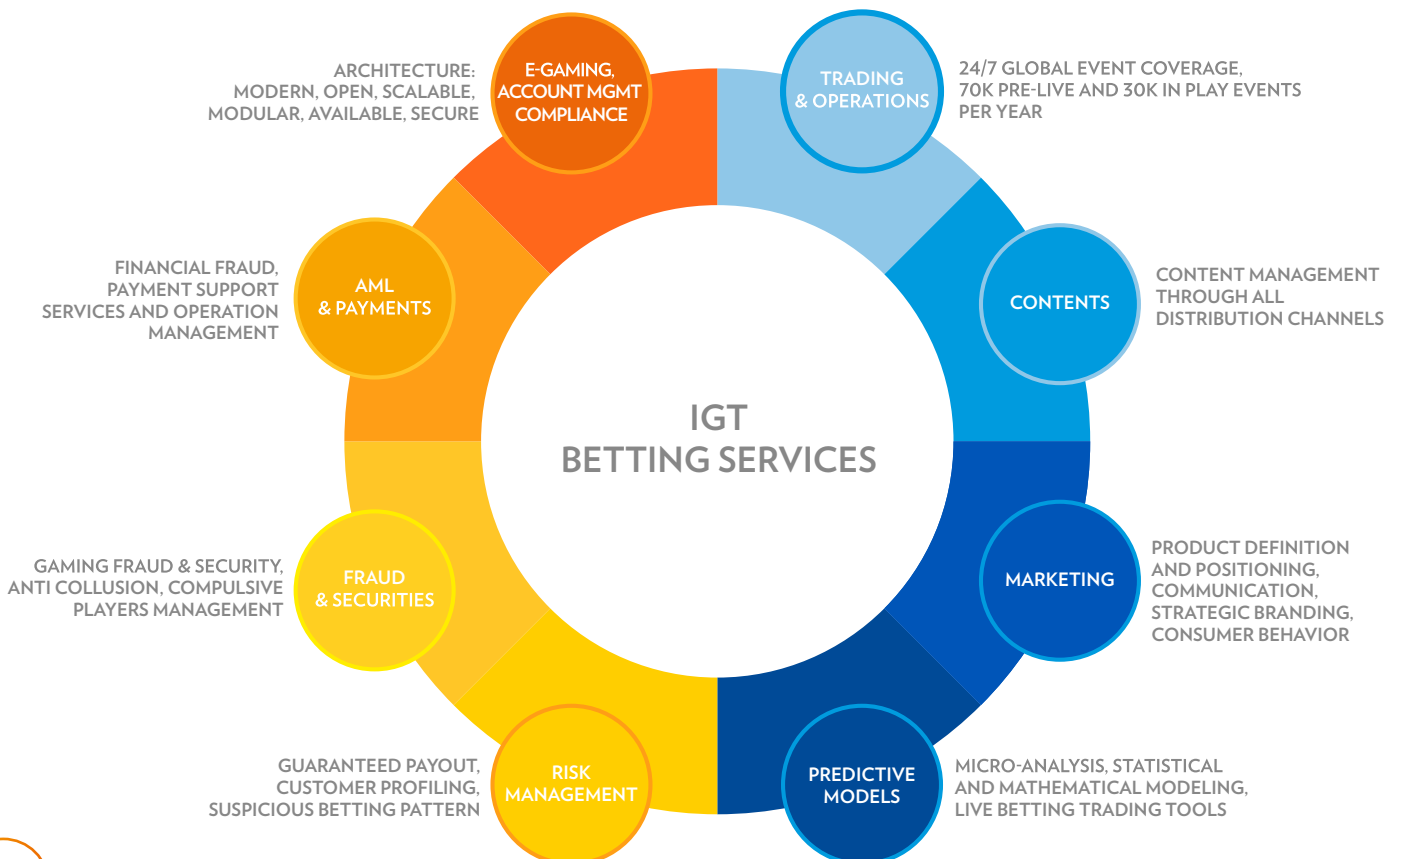 E-GAMING,
ACCOUNT MGMT
COMPLIANCE
ARCHITECTURE:
MODERN, OPEN, SCALABLE,
MODULAR, AVAILABLE, SECURE
TRADING
& OPERATIONS
24/7 GLOBAL EVENT COVERAGE,
70K PRE-LIVE AND 30K IN PLAY EVENTS
PER YEAR
FINANCIAL FRAUD,
PAYMENT SUPPORT
SERVICES AND OPERATION
MANAGEMENT
AML
& PAYMENTS
CONTENTS
CONTENT MANAGEMENT
THROUGH ALL
DISTRIBUTION CHANNELS
IGT
BETTING SERVICES
GAMING FRAUD & SECURITY,
ANTI COLLUSION, COMPULSIVE
PLAYERS MANAGEMENT
FRAUD
& SECURITIES
MARKETING
PRODUCT DEFINITION
AND POSITIONING,
COMMUNICATION,
STRATEGIC BRANDING,
CONSUMER BEHAVIOR
GUARANTEED PAYOUT,
CUSTOMER PROFILING,
SUSPICIOUS BETTING PATTERN
RISK
MANAGEMENT
PREDICTIVE
MODELS
MICRO-ANALYSIS, STATISTICAL
AND MATHEMATICAL MODELING,
LIVE BETTING TRADING TOOLS